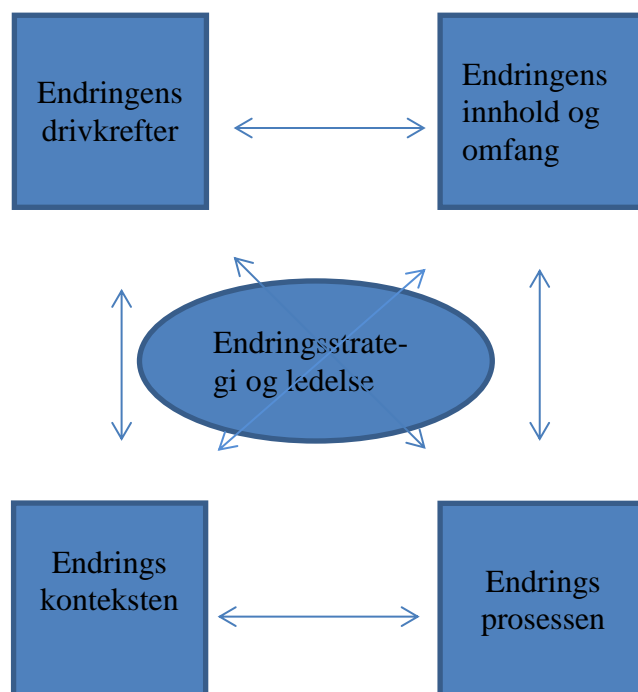 Endringens
drivkrefter
Endringens
innhold og
omfang
Endringsstrate-
gi og ledelse
Endrings
konteksten
Endrings
prosessen